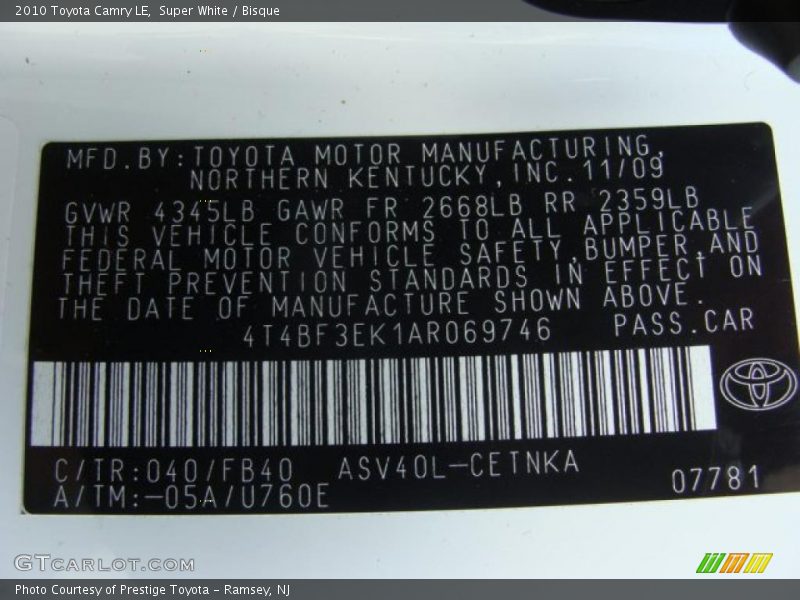 2010 Toyota Camry LE,  Super White / Bisque
MFD.BY:TOYOTA MOTOR MANUFACTURING,
NORTHERN KENTUCKY,INC.11/09
GVWR 4345LB GAWR FR 2668LB RR 2359LB
THIS VEHICLE CONFORMS TO ALL APPLICABLE
FEDERAL MOTOR VEHICLE SAFETY,BUMPER,AND
THEFT PREVENTION STANDARDS IN EFFECT ON
THE DATE OF MANUFACTURE SHOWN ABOVE.
4T4BF3EK1AR069746 PASS.CAR
C/TR:040/FB40 ASV40L-CETNKA
A/TM:-05A/U760E 07781
GTCARLOT.COM
Photo Courtesy of Prestige Toyota - Ramsey, NJ